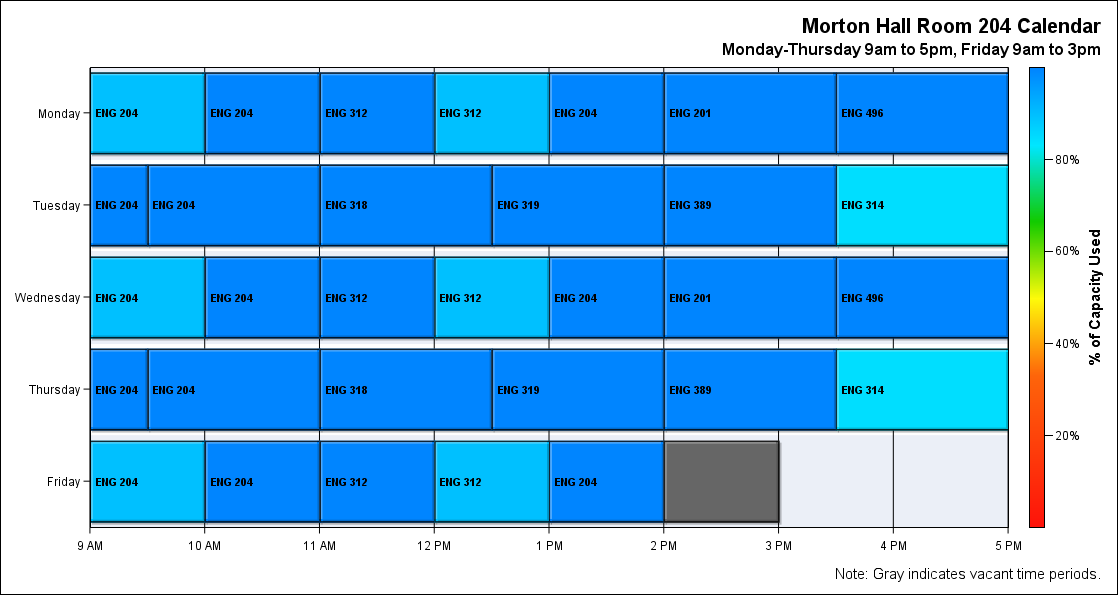 Morton Hall Room 204 Calendar
Monday-Thursday 9am to 5pm, Friday 9am to 3pm
Monday
ENG 204 ENG 204 ENG 312 ENG 312 ENG 204 ENG 201 ENG 496
Tuesday
ENG 204 ENG 204 ENG 318 ENG 319 ENG 389 ENG 314
Wednesday
ENG 204 ENG 204 ENG 312 ENG 312 ENG 204 ENG 201 ENG 496
Thursday
ENG 204 ENG 204 ENG 318 ENG 319 ENG 389 ENG 314
Friday
ENG 204 ENG 204 ENG 312 ENG 312 ENG 204
9 AM 10 AM 11 AM 12 PM 1 PM 2 PM 3 PM 4 PM 5 PM
80%
60%
40%
20%
% of Capacity Used
Note: Gray indicates vacant time periods.